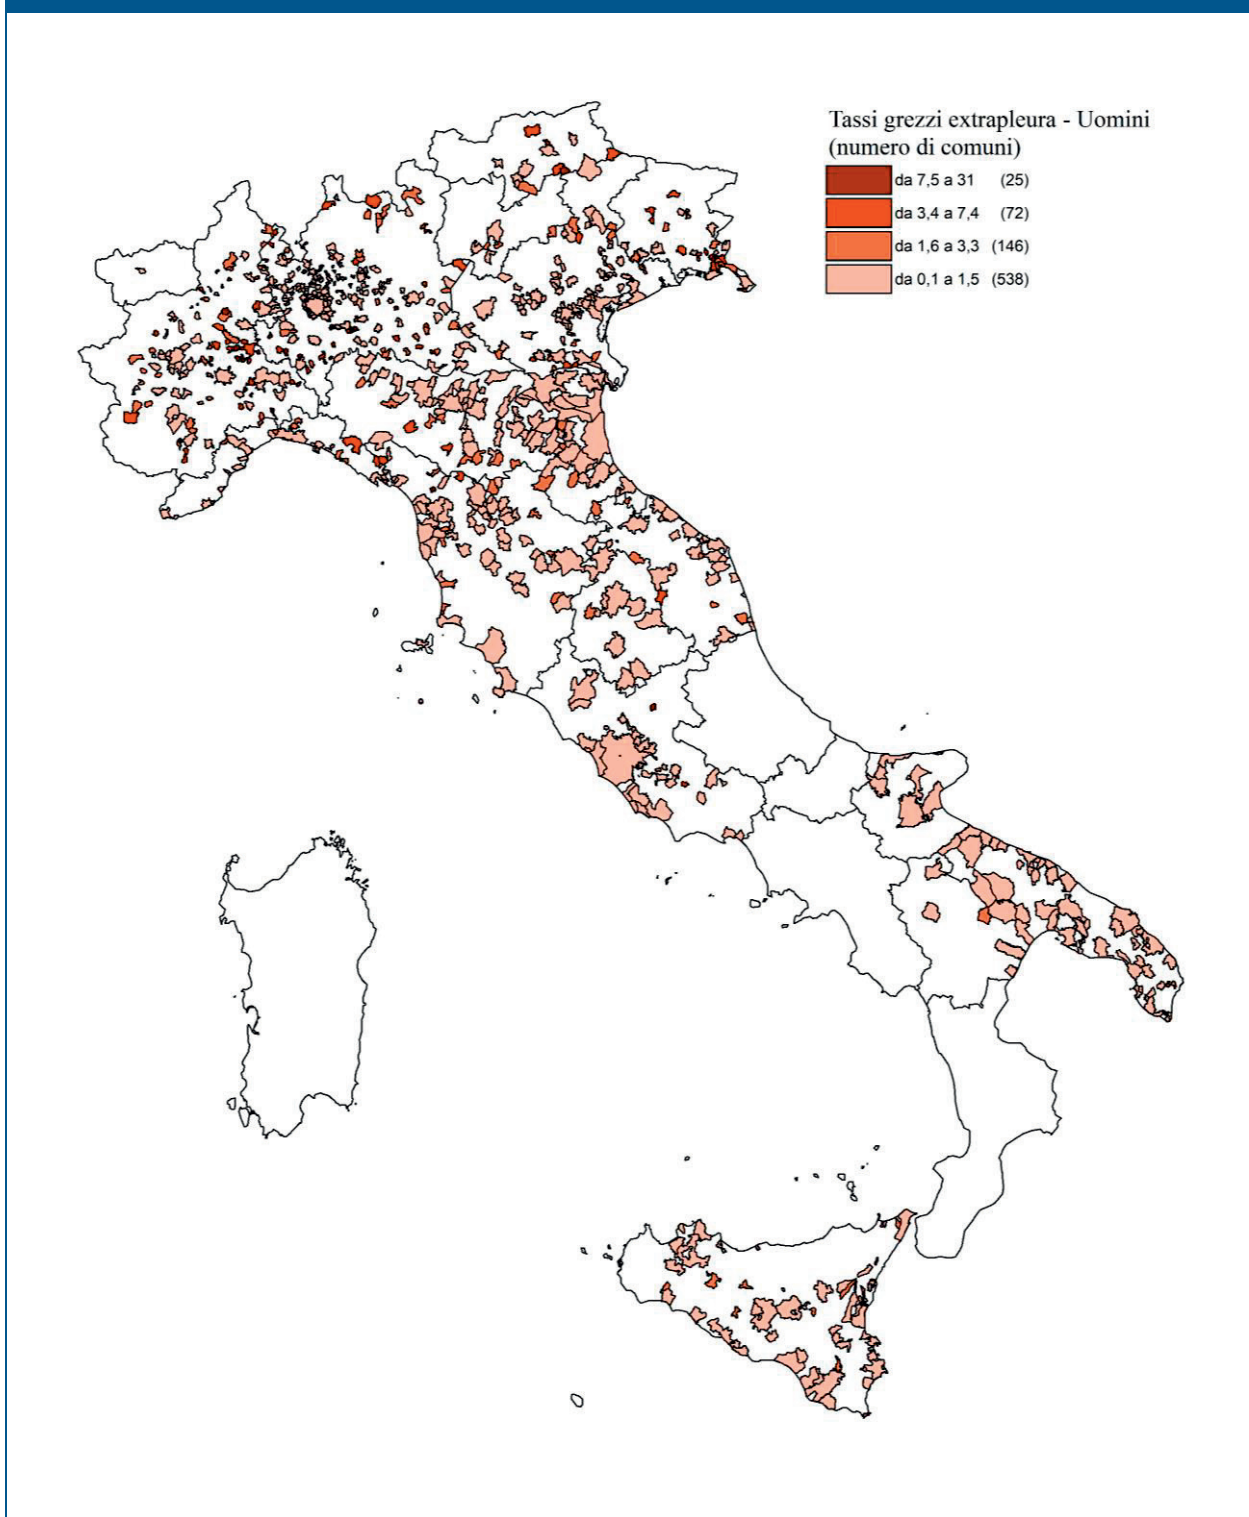 Tassi grezzi extrapleura - Uomini
(numero di comuni)
da 7,5 a 31 (25)
da 3,4 a 7,4 (72)
da 1,6 a 3,3 (146)
da 0,1 a 1,5 (538)